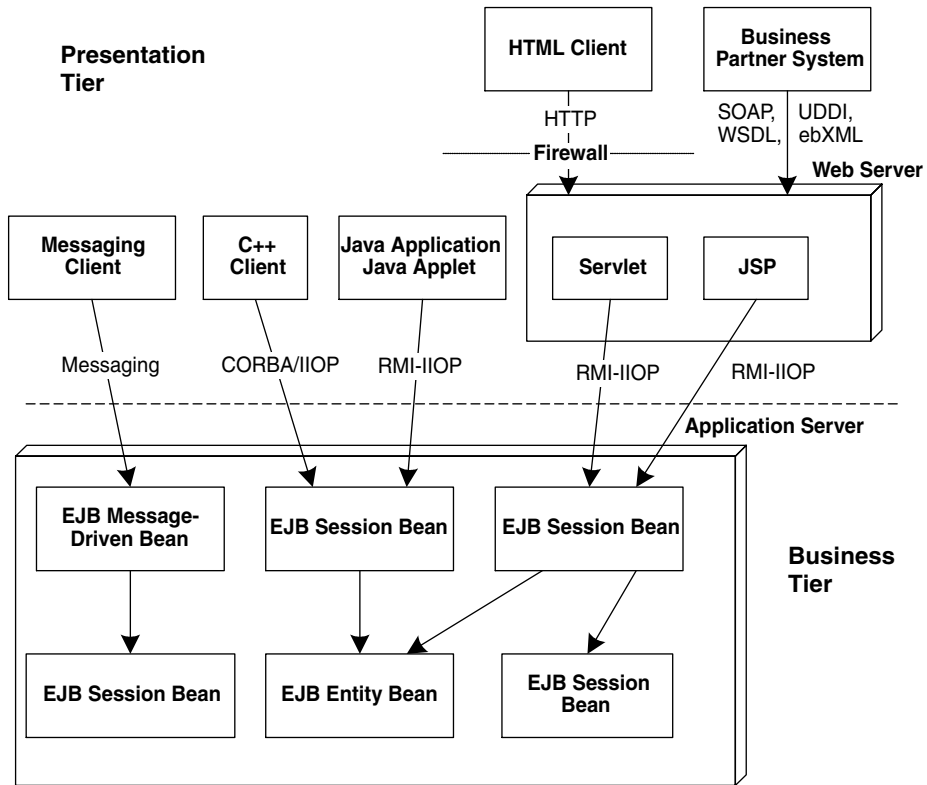 Presentation
Tier
HTML Client
Business
Partner System
HTTP
SOAP,
WSDL,
UDDI,
ebXML
Firewall
Web Server
Messaging
Client
C++
Client
Java Application
Java Applet
Servlet
JSP
Messaging
CORBA/IIOP
RMI-IIOP
RMI-IIOP
RMI-IIOP
Application Server
EJB Message-
Driven Bean
EJB Session Bean
EJB Session Bean
Business
Tier
EJB Session Bean
EJB Entity Bean
EJB Session
Bean